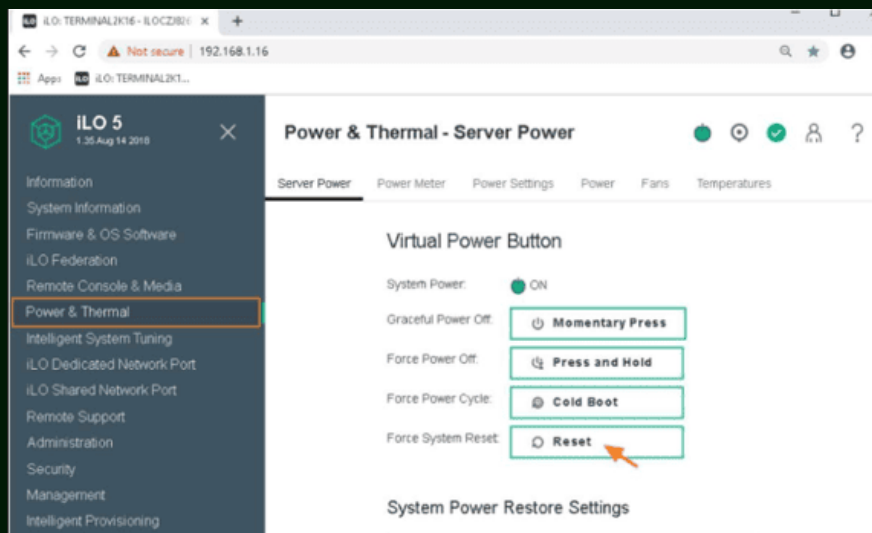 iLO: TERMINAL2K16 - ILOCZJ82
Not secure | 192.168.1.16
Apps iLO: TERMINAL2K1...
iLO 5
1.35 Aug 14 2018
Information
System Information
Firmware & OS Software
iLO Federation
Remote Console & Media
Power & Thermal
Intelligent System Tuning
iLO Dedicated Network Port
iLO Shared Network Port
Remote Support
Administration
Security
Management
Intelligent Provisioning
Power & Thermal - Server Power
?
Server Power Power Meter Power Settings Power Fans Temperatures
Virtual Power Button
System Power: ON
Graceful Power Off: Momentary Press
Force Power Off: Press and Hold
Force Power Cycle: Cold Boot
Force System Reset: Reset
System Power Restore Settings